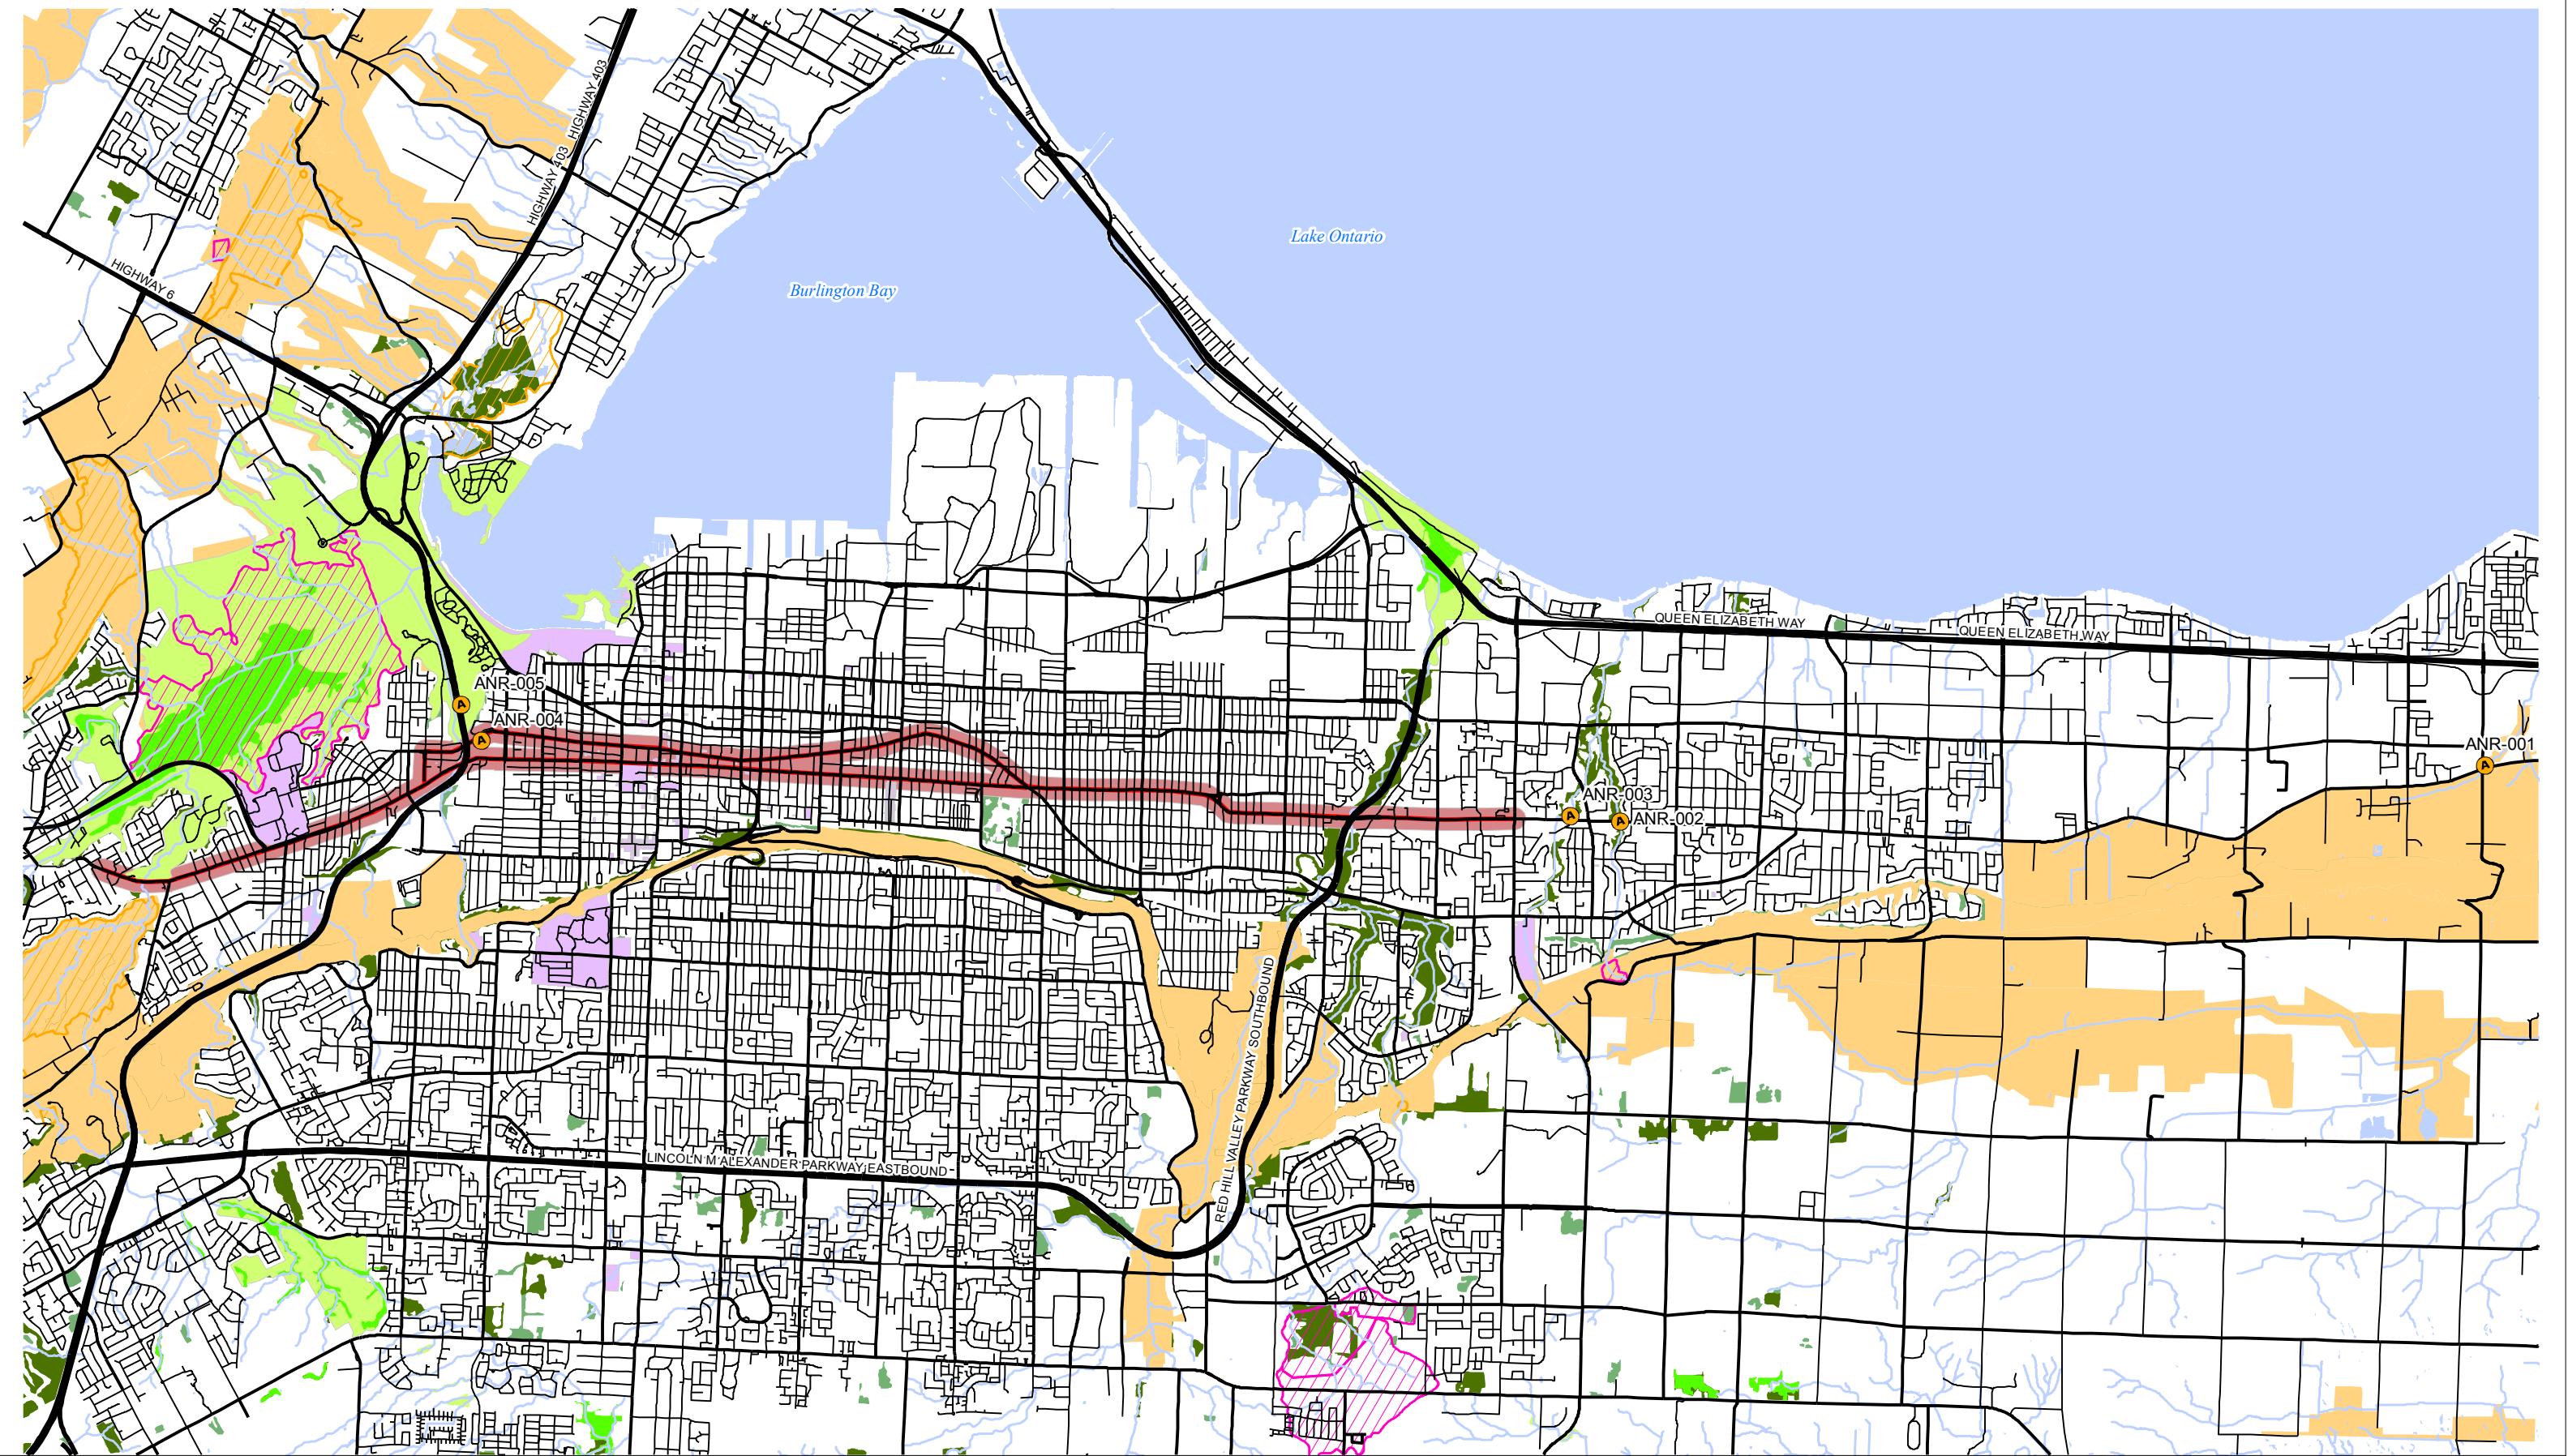 HIGHWAY 403
HIGHWAY 403
Lake Ontario
HIGHWAY 6
Burlington Bay
QUEEN ELIZABETH WAY
QUEEN ELIZABETH WAY
ANR-005
A
ANR-004
A
ANR-001
A
ANR-003
A
ANR-002
A
RED HILL VALLEY PARKWAY SOUTHBOUND
LINCOLN M ALEXANDER PARKWAY EASTBOUND